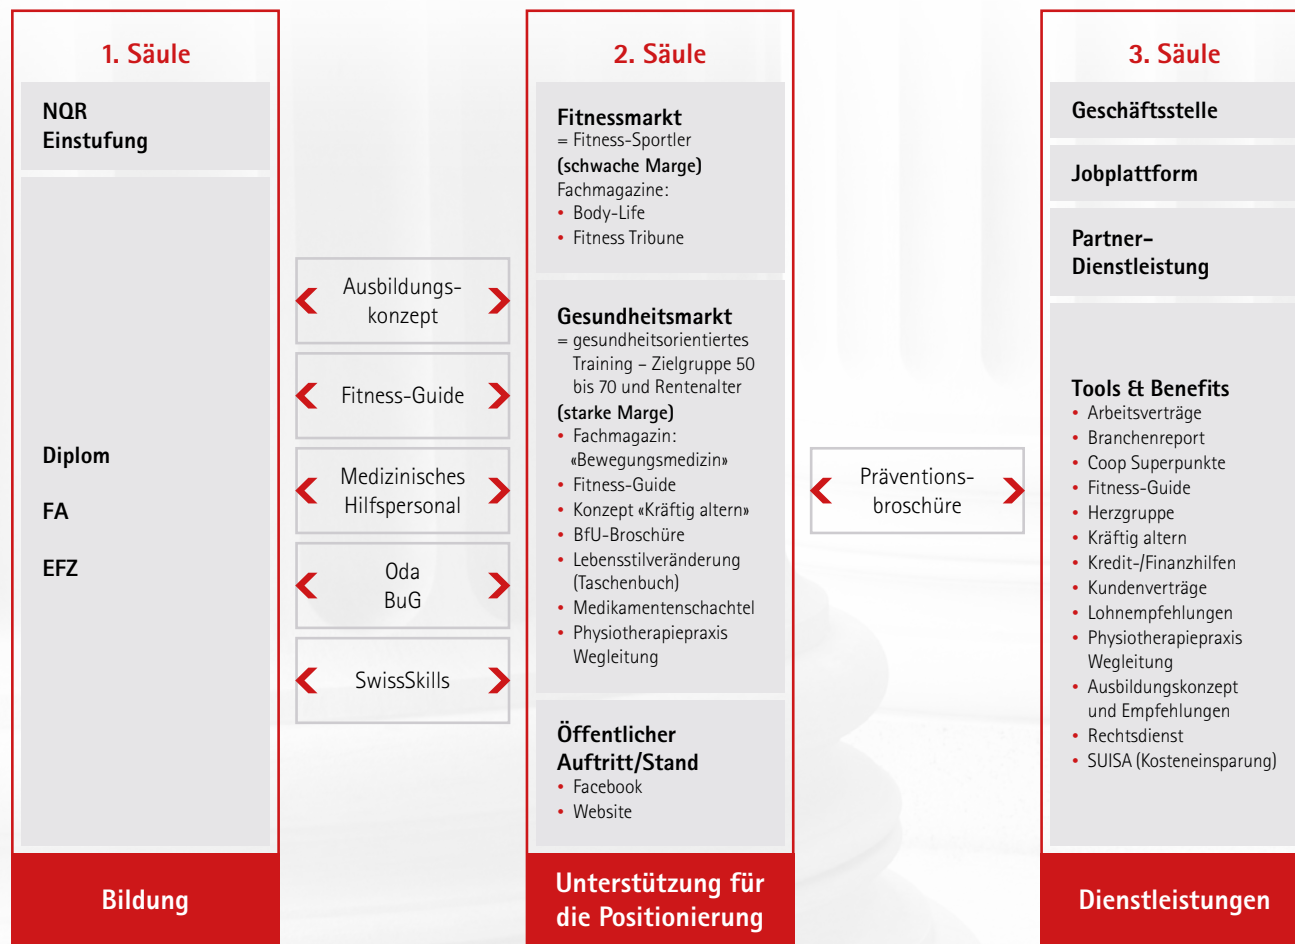 1. Säule
NQR
Einstufung
Diplom
FA
EFZ
Bildung
Ausbildungs-
konzept
Fitness-Guide
Medizinisches
Hilfspersonal
Oda
BuG
SwissSkills
2. Säule
Fitnessmarkt
= Fitness-Sportler
(schwache Marge)
Fachmagazine:
• Body-Life
• Fitness Tribune
Gesundheitsmarkt
= gesundheitsorientiertes
Training – Zielgruppe 50
bis 70 und Rentenalter
(starke Marge)
• Fachmagazin:
«Bewegungsmedizin»
• Fitness-Guide
• Konzept «Kräftig altern»
• BfU-Broschüre
• Lebensstilveränderung
(Taschenbuch)
• Medikamentenschachtel
• Physiotherapiepraxis
Wegleitung
Öffentlicher
Auftritt/Stand
• Facebook
• Website
Unterstützung für
die Positionierung
Präventions-
broschüre
3. Säule
Geschäftsstelle
Jobplattform
Partner-
Dienstleistung
Tools & Benefits
• Arbeitsverträge
• Branchenreport
• Coop Superpunkte
• Fitness-Guide
• Herzgruppe
• Kräftig altern
• Kredit-/Finanzhilfen
• Kundenverträge
• Lohnempfehlungen
• Physiotherapiepraxis
Wegleitung
• Ausbildungskonzept
und Empfehlungen
• Rechtsdienst
• SUISA (Kosteneinsparung)
Dienstleistungen